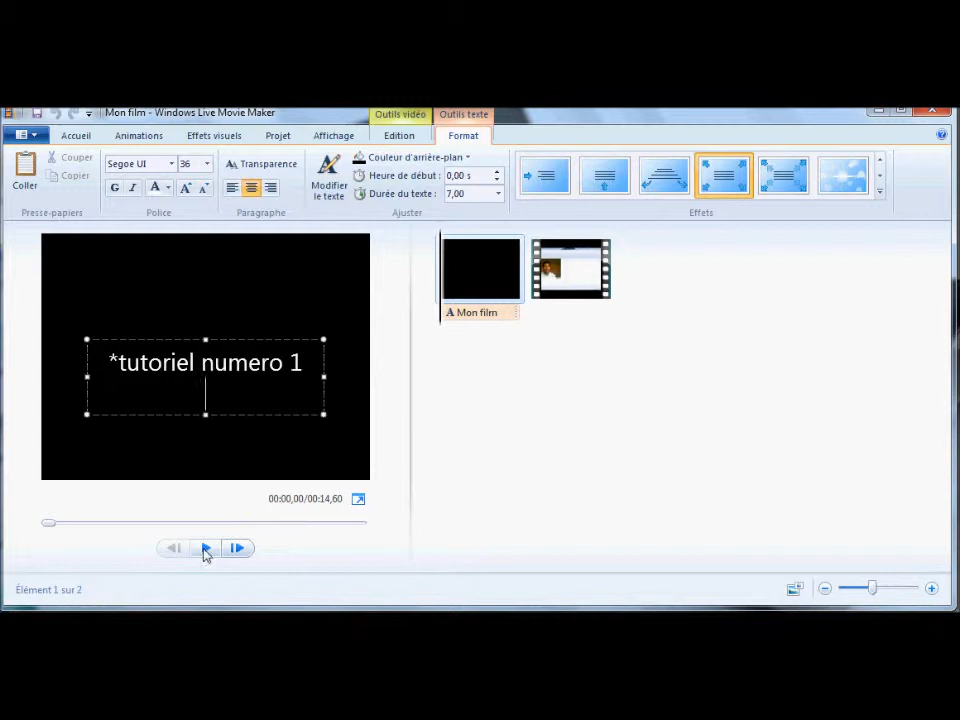 Mon film - Windows Live Movie Maker
Outils vidéo
Outils texte
Accueil
Animations
Effets visuels
Projet
Affichage
Edition
Format
Coller
Couper
Copier
Presse-papiers
Segoe UI
36
G
I
A
A
A
Police
Transparence
Paragraphe
Modifier
le texte
Couleur d'arrière-plan
Heure de début : 0,00 s
Durée du texte : 7,00
Ajuster
Effets
*tutoriel numero 1
A Mon film
00:00,00/00:14,60
Élément 1 sur 2